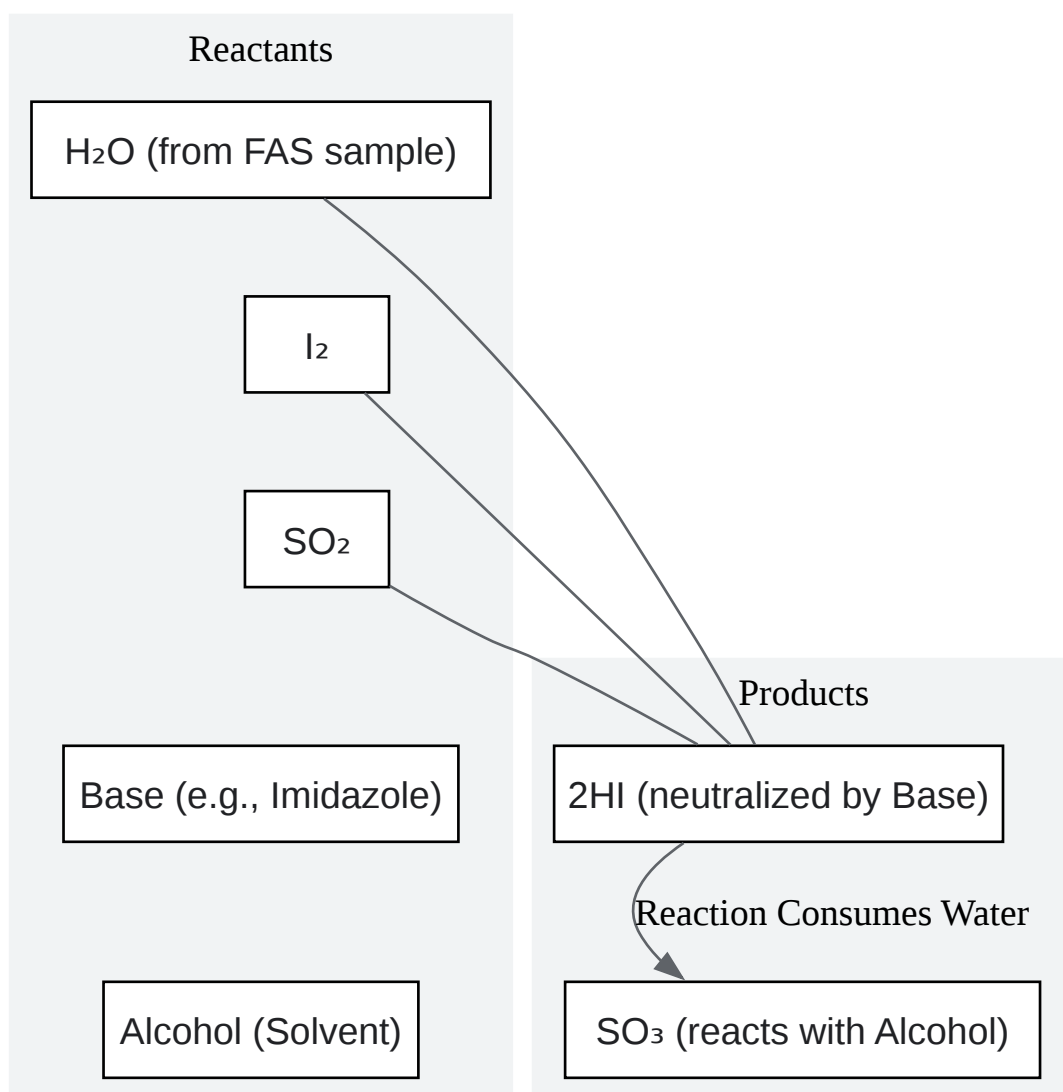 Reactants
H₂O (from FAS sample)
I₂
SO₂
Products
Base (e.g., Imidazole)
2HI (neutralized by Base)
Reaction Consumes Water
Alcohol (Solvent)
SO₃ (reacts with Alcohol)